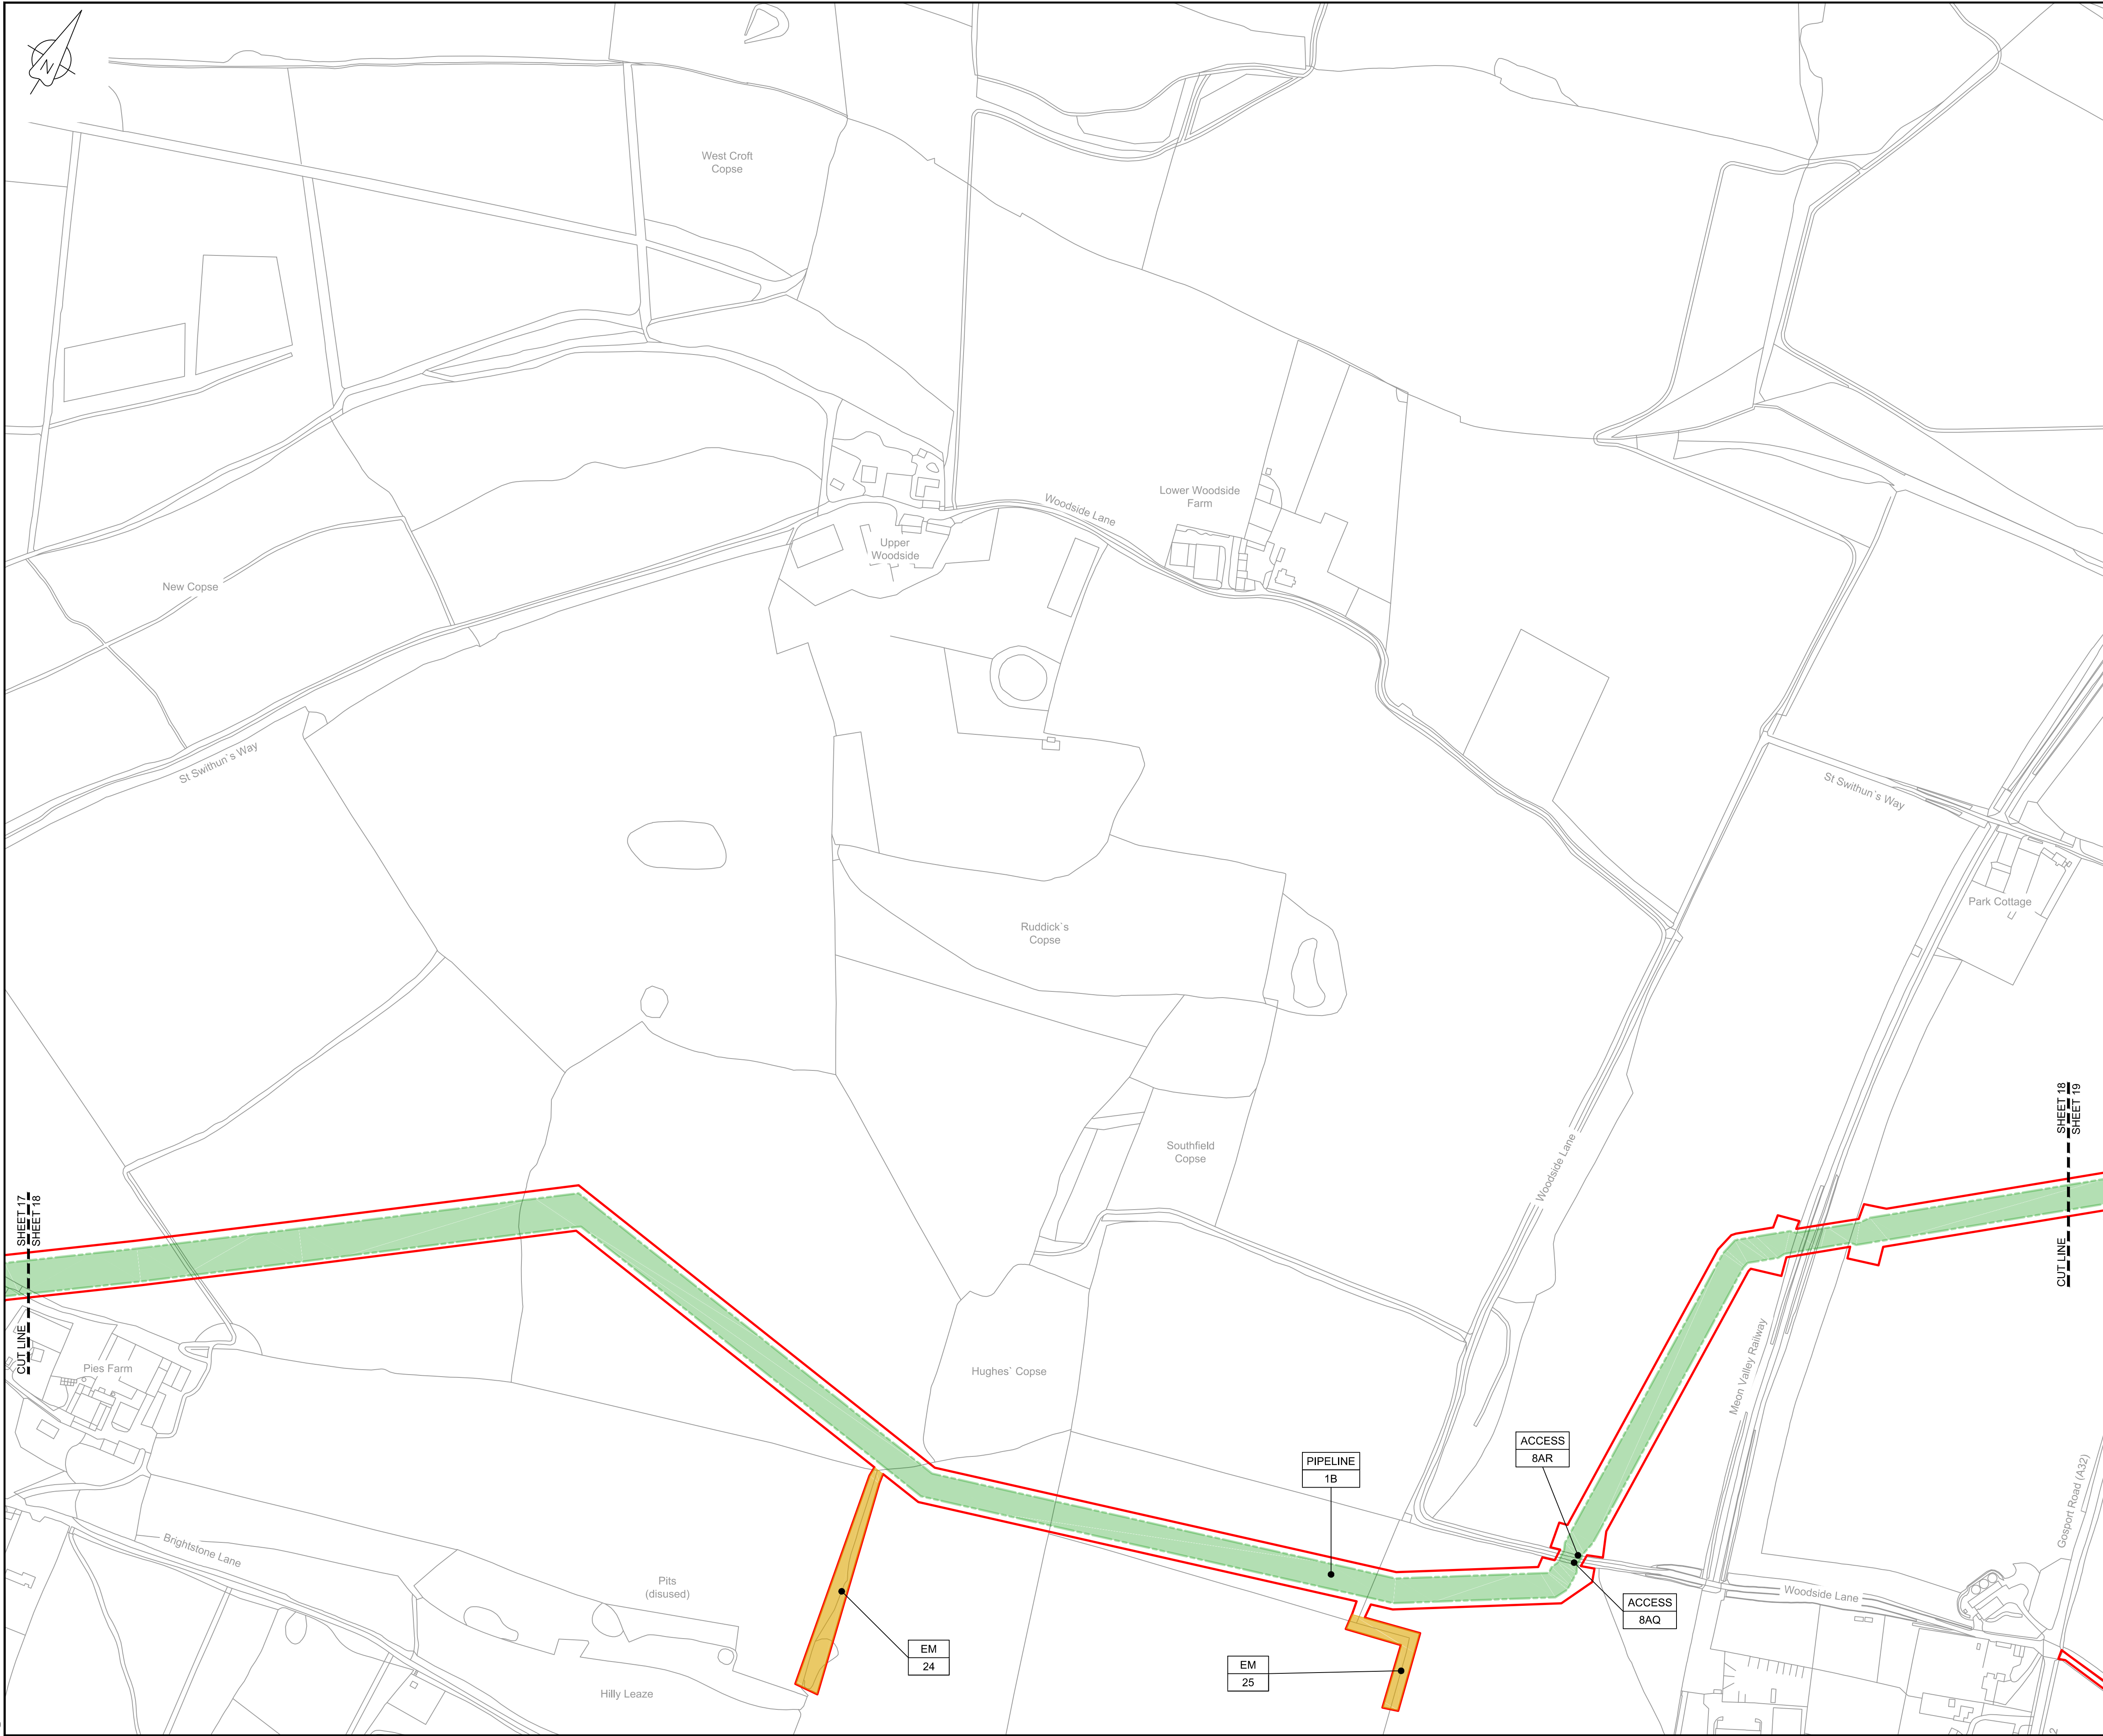 N
West Croft
Copse
Woodside Lane
Lower Woodside
Farm
Upper
Woodside
New Copse
St Swithun`s Way
St Swithun`s Way
Park Cottage
Ruddick`s
Copse
Southfield
Copse
Woodside Lane
SHEET 18
SHEET 19
CUT LINE
SHEET 17
SHEET 18
CUT LINE
Pies Farm
Hughes` Copse
Meon Valley Railway
ACCESS
8AR
PIPELINE
1B
Gosport Road (A32)
Brightstone Lane
Pits
(disused)
Woodside Lane
ACCESS
8AQ
EM
24
EM
25
Hilly Leaze